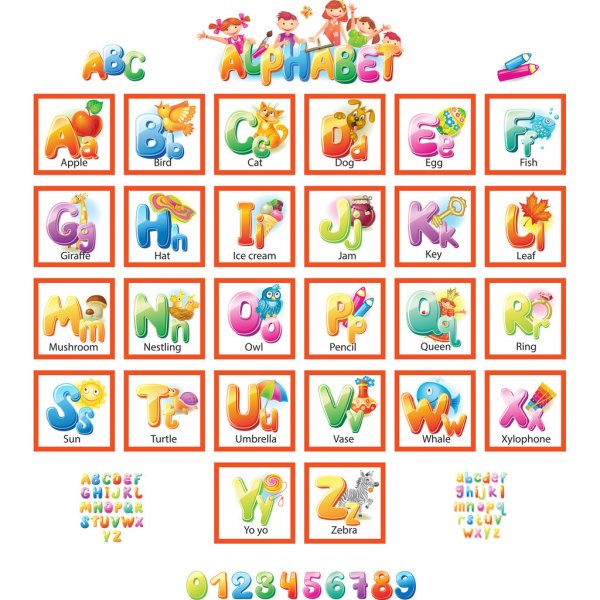 ABC
ALPHABET
Aa Bb Cc Dd Ee Ff
Apple Bird Cat Dog Egg Fish
Gg Hh Ii Jj Kk Ll
Giraffe Hat Ice cream Jam Key Leaf
Mm Nn Oo Pp Qq Rr
Mushroom Nestling Owl Pencil Queen Ring
Ss Tt Uu Vv Ww Xx
Sun Turtle Umbrella Vase Whale Xylophone
Yy Zz
Yo yo Zebra
ABCDEF
GHIJKL
MNOPQR
STUVWX
YZ
abcdef
ghijkl
mnopq
rstuv
wxyz
0123456789